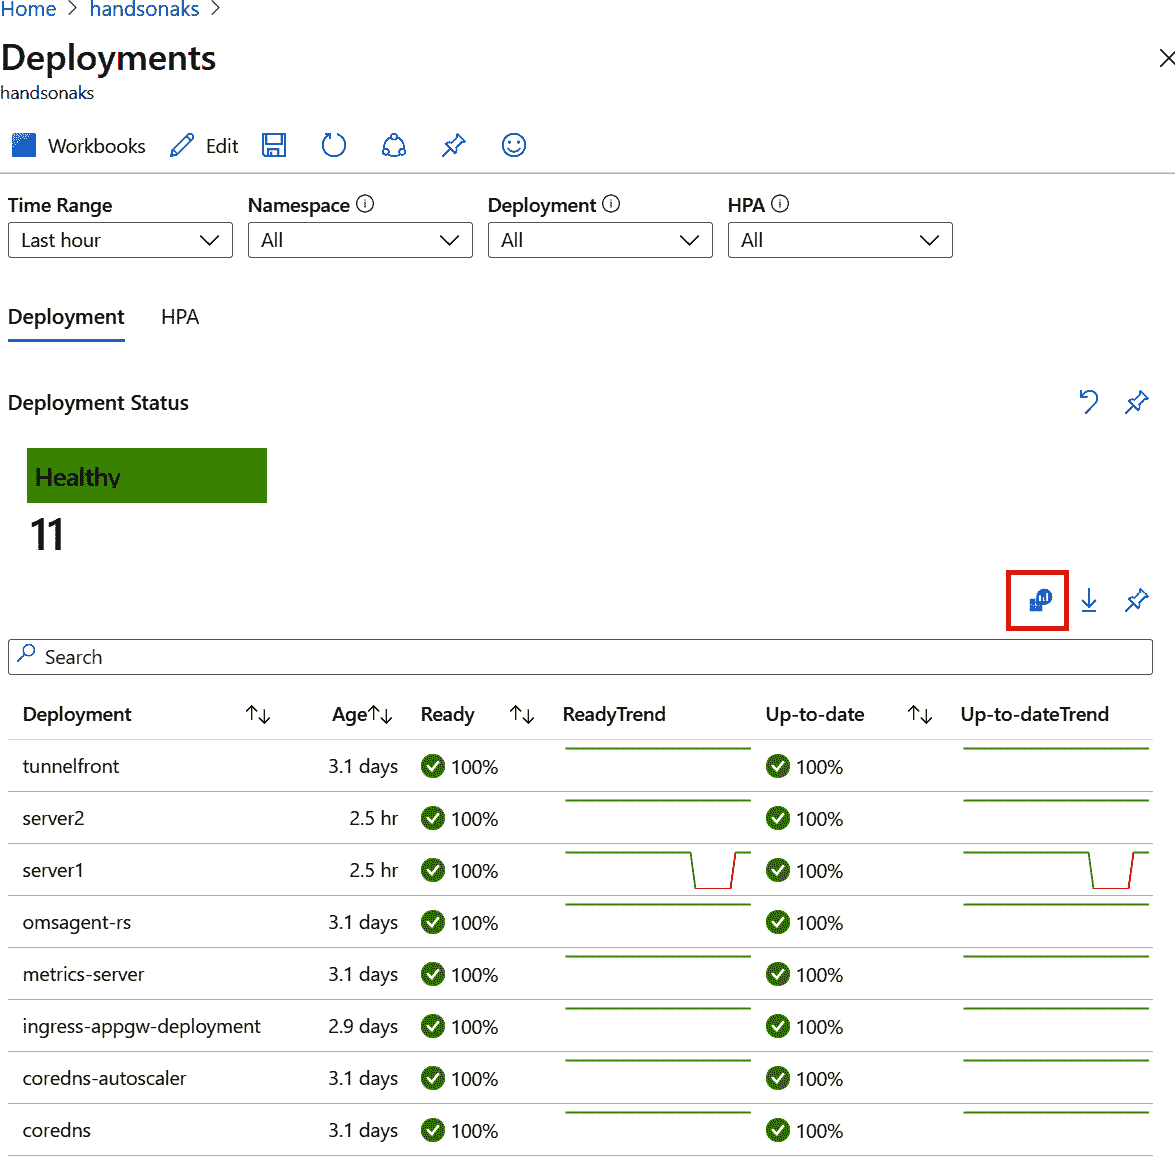 Home > handsonaks >
Deployments
handsonaks
Workbooks Edit
Time Range Namespace Deployment HPA
Last hour All All All
Deployment HPA
Deployment Status
Healthy
11
Search
Deployment Age Ready ReadyTrend Up-to-date Up-to-dateTrend
tunnelfront 3.1 days 100% 100%
server2 2.5 hr 100% 100%
server1 2.5 hr 100% 100%
omsagent-rs 3.1 days 100% 100%
metrics-server 3.1 days 100% 100%
ingress-appgw-deployment 2.9 days 100% 100%
coredns-autoscaler 3.1 days 100% 100%
coredns 3.1 days 100% 100%